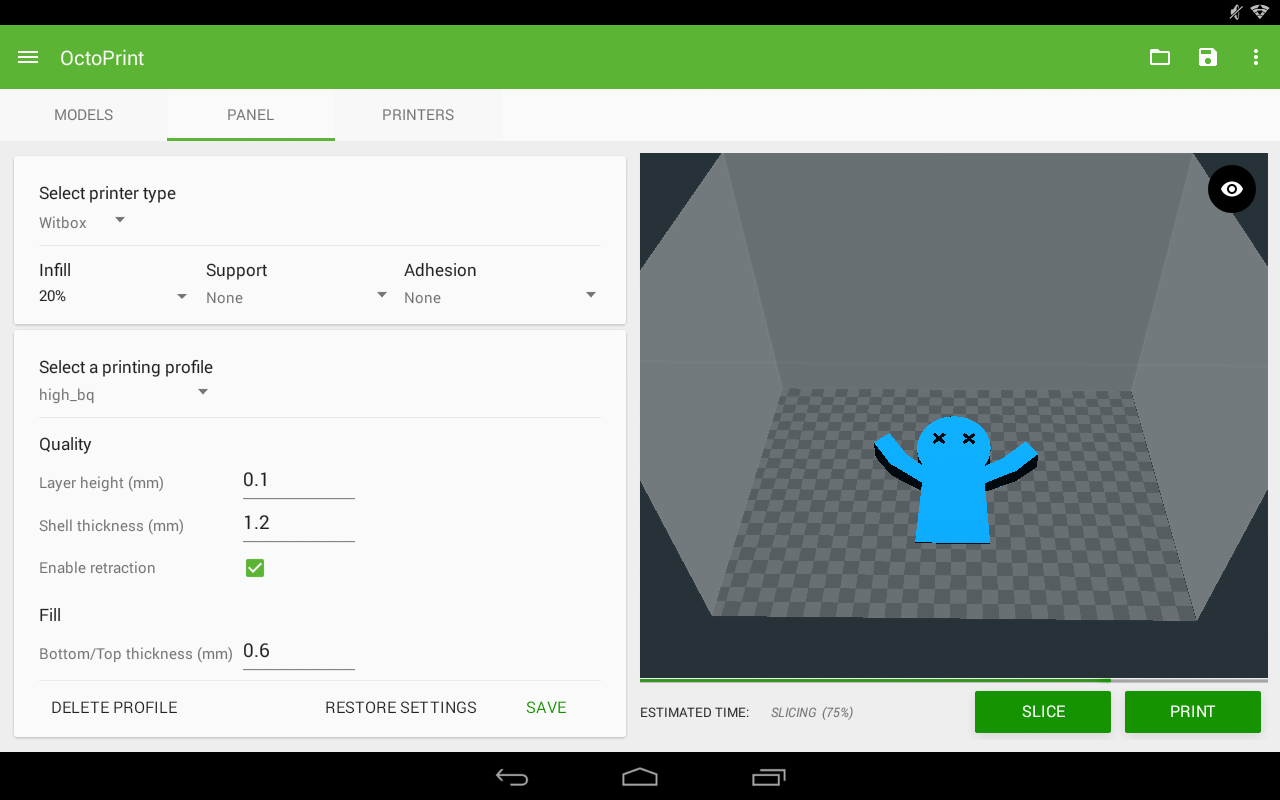 OctoPrint
MODELS PANEL PRINTERS
Select printer type
Witbox
Infill Support Adhesion
20% None None
Select a printing profile
high_bq
Quality
Layer height (mm) 0.1
Shell thickness (mm) 1.2
Enable retraction
Fill
Bottom/Top thickness (mm) 0.6
DELETE PROFILE RESTORE SETTINGS SAVE
ESTIMATED TIME: SLICING (75%) SLICE PRINT